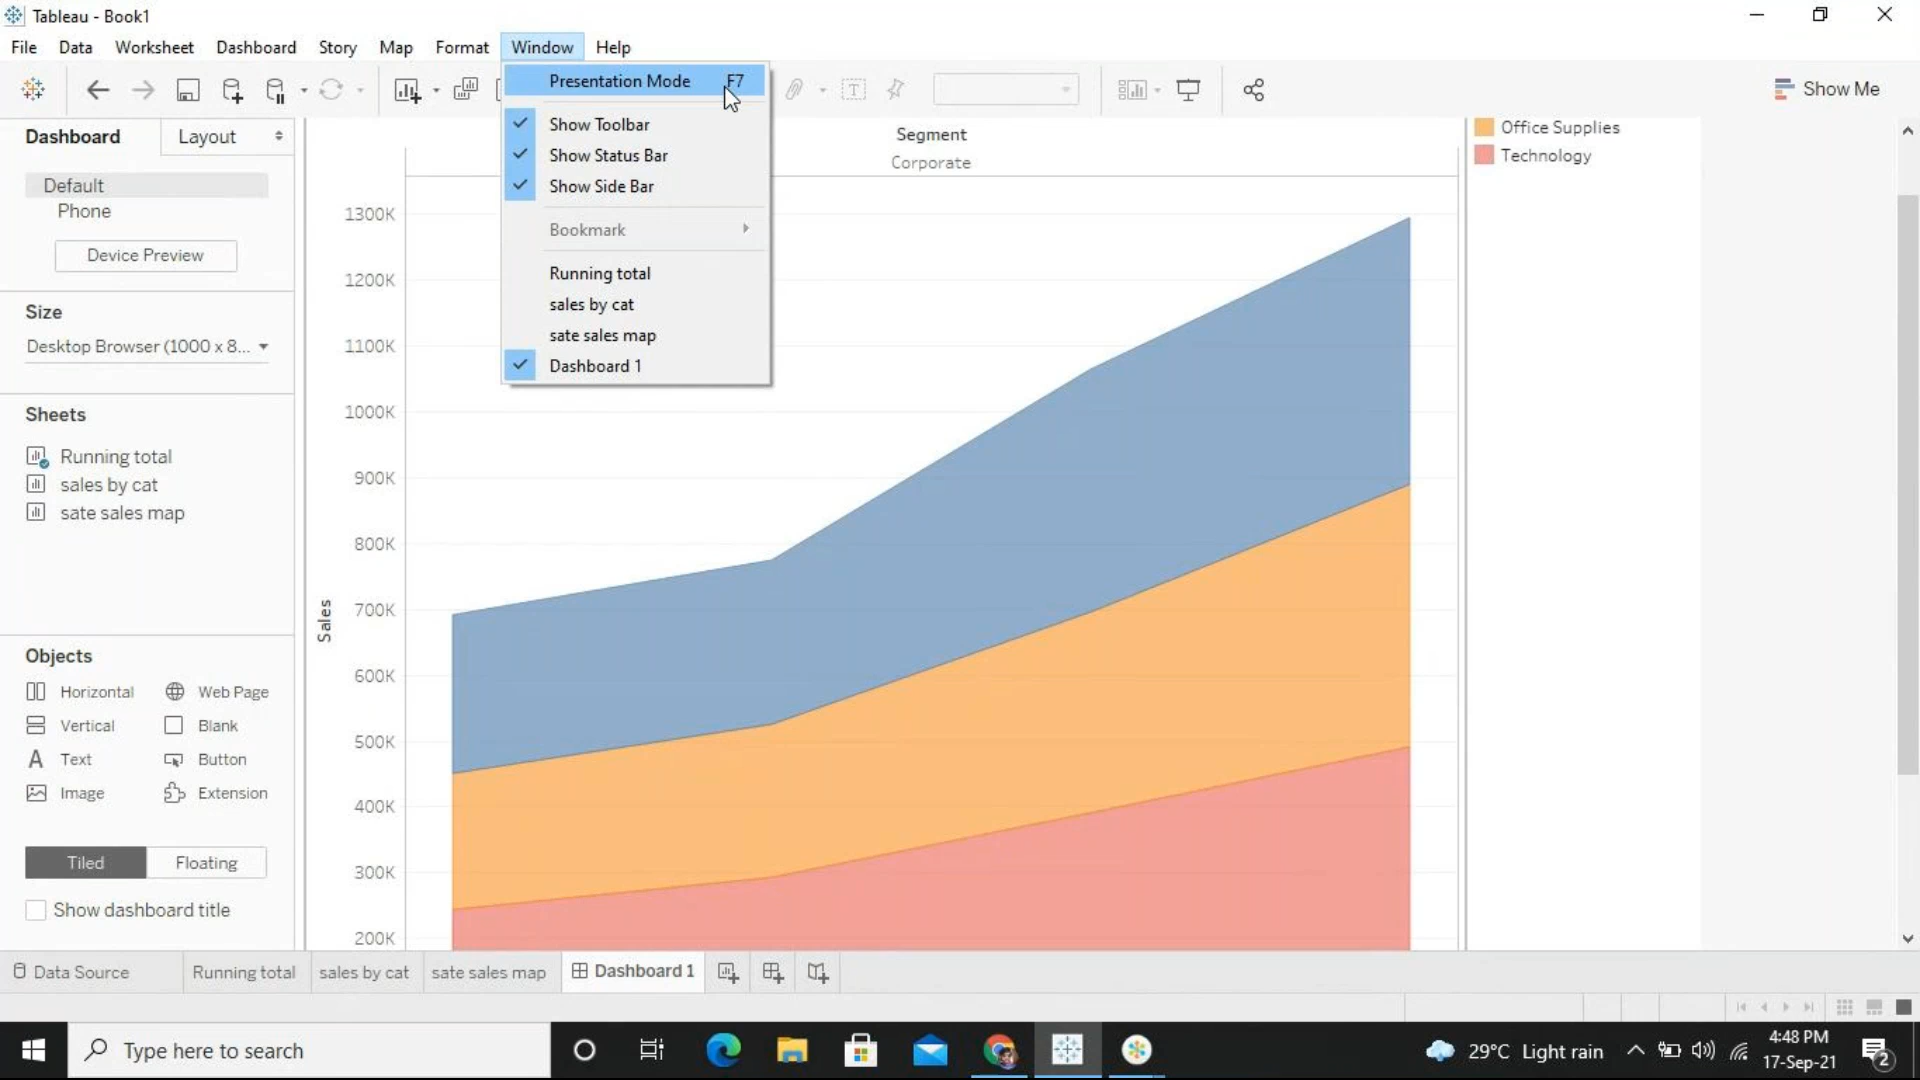 Tableau - Book1
File Data Worksheet Dashboard Story Map Format Window Help
Show Me
Presentation Mode F7
Show Toolbar
Show Status Bar
Show Side Bar
Bookmark
Running total
sales by cat
sate sales map
Dashboard 1
Dashboard Layout
Default
Phone
Device Preview
Size
Desktop Browser (1000 x 8...
Sheets
Running total
sales by cat
sate sales map
Objects
Horizontal Web Page
Vertical Blank
Text Button
Image Extension
Tiled Floating
Show dashboard title
Segment
Corporate
Sales
1300K
1200K
1100K
1000K
900K
800K
700K
600K
500K
400K
300K
200K
Office Supplies
Technology
Data Source Running total sales by cat sate sales map Dashboard 1
Type here to search
29°C Light rain
4:48 PM
17-Sep-21
2